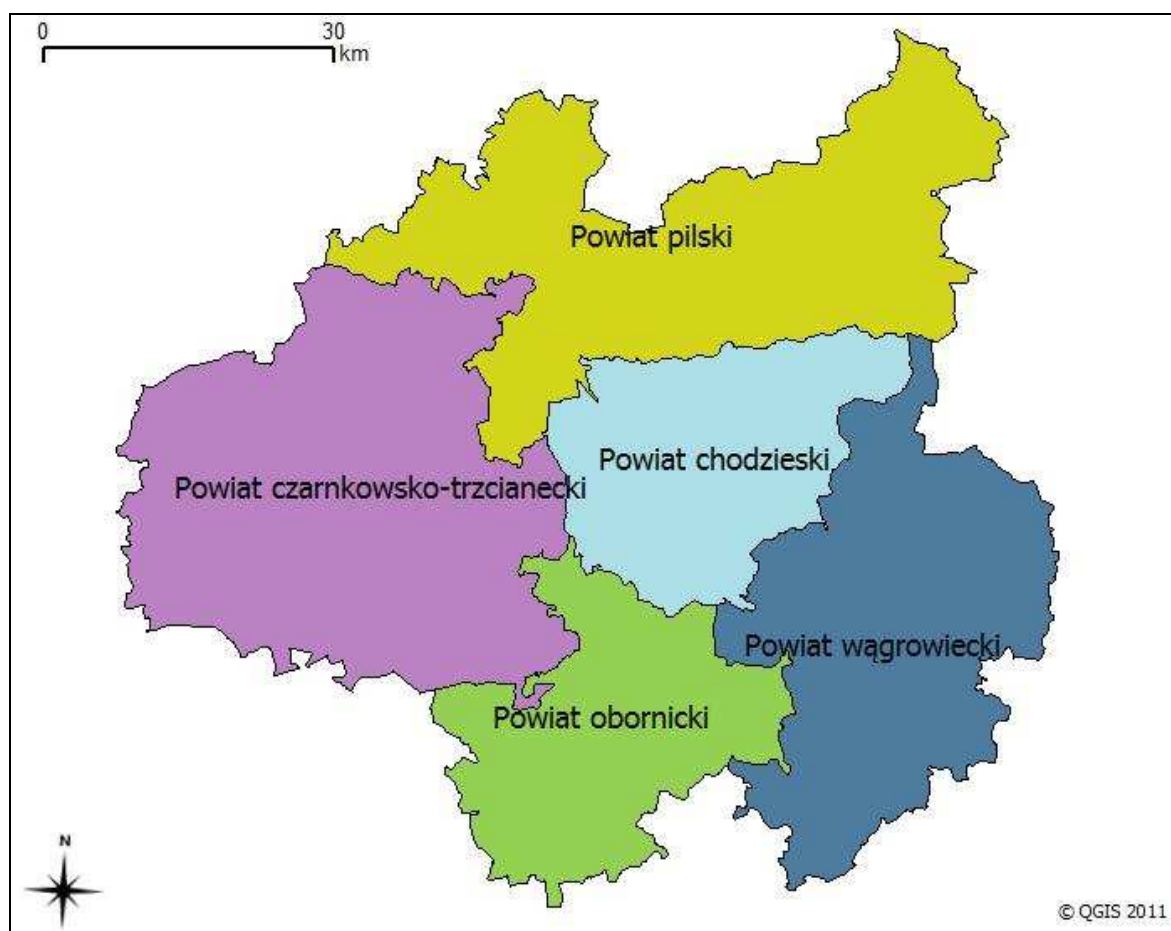 0 30
km
Powiat pilski
Powiat chodzieski
Powiat czarnkowsko-trzcianecki
Powiat wągrowiecki
Powiat obornicki
N
© QGIS 2011